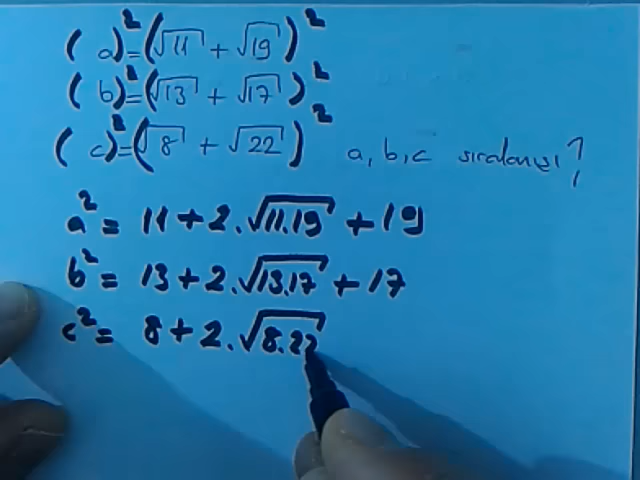 (a)² = (√11 + √19)²
(b)² = (√13 + √17)²
(c)² = (√8 + √22)² a, b, c sıralanışı?
a² = 11 + 2.√11.19 + 19
b² = 13 + 2.√13.17 + 17
c² = 8 + 2.√8.22